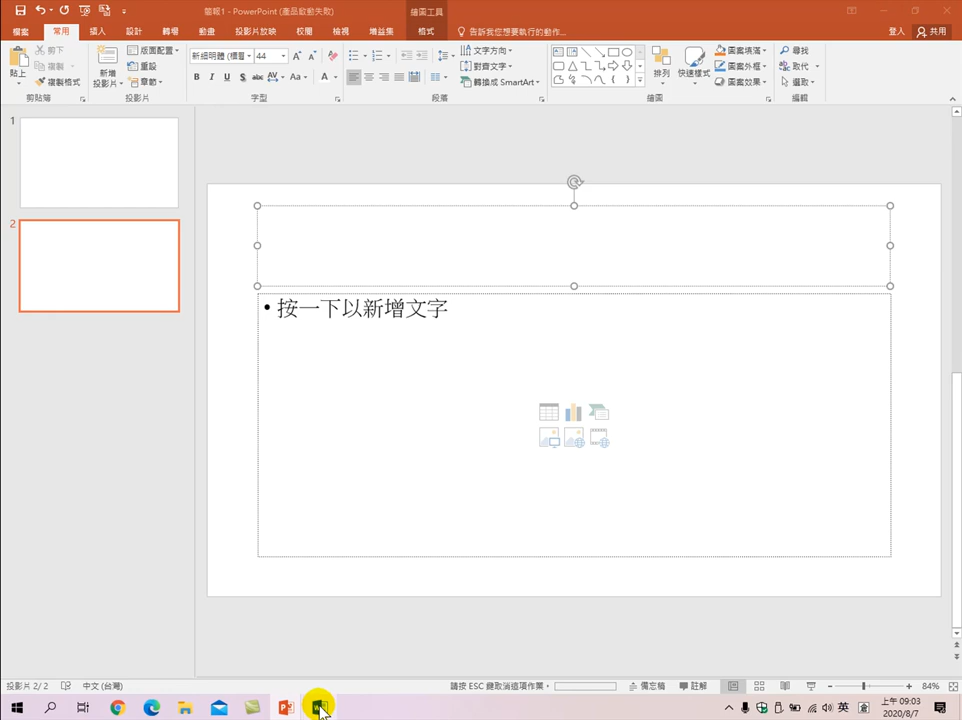 簡報1 - PowerPoint (產品啟動失敗)
繪圖工具
檔案 常用 插入 設計 轉場 動畫 投影片放映 校閱 檢視 增益集 格式 告訴我您想要執行的動作... 登入 共用
貼上 剪下 複製 複製格式 剪貼簿
新增投影片 版面配置 重設 章節 投影片
新細明體 (標題) 44 B I U S abc AV Aa A 字型
文字方向 對齊文字 轉換成 SmartArt 段落
排列 快速樣式 圖案填滿 圖案外框 圖案效果 繪圖
尋找 取代 選取 編輯
1
2
• 按一下以新增文字
投影片 2/2 中文 (台灣) 請按 ESC 鍵取消這項作業。 備忘稿 註解 84%
英
上午 09:03
2020/8/7